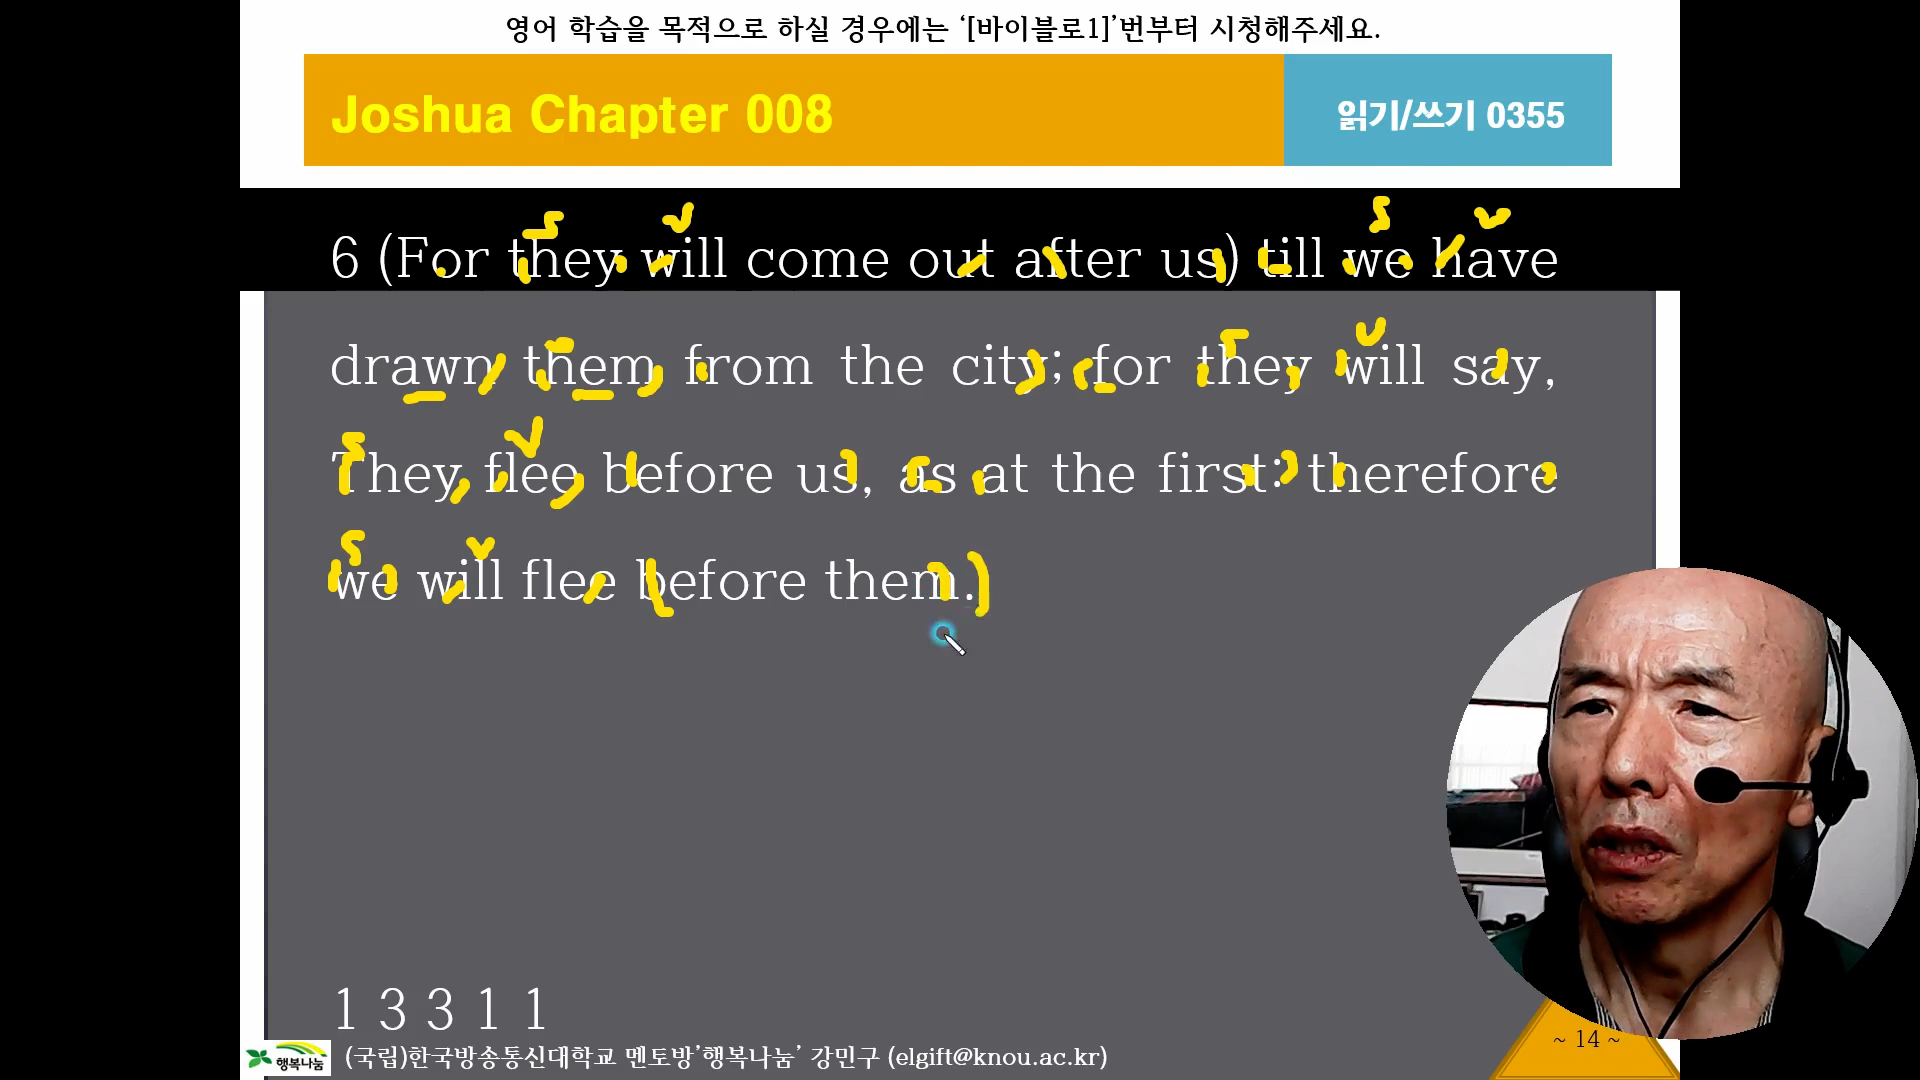 영어 학습을 목적으로 하실 경우에는 ‘[바이블로1]’번부터 시청해주세요.
Joshua Chapter 008
읽기/쓰기 0355
6 (For they will come out after us) till we have
drawn them from the city; for they will say,
They flee before us, as at the first: therefore
we will flee before them.
1 3 3 1 1
행복나눔
(국립)한국방송통신대학교 멘토방’행복나눔’ 강민구 (elgift@knou.ac.kr)
~ 14 ~